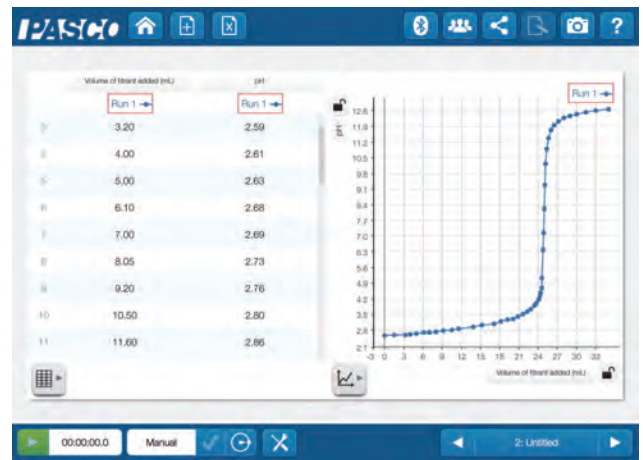 PASCO
?
Volume of titrant added (mL) pH
Run 1 Run 1
3.20 2.59
4.00 2.61
5.00 2.63
6.10 2.68
7.00 2.69
8.05 2.73
9.20 2.76
10 10.50 2.80
11 11.60 2.86
Run 1
pH
12.6
11.9
11.2
10.5
9.8
9.1
8.4
7.7
7.0
6.3
5.6
4.9
4.2
3.5
2.8
2.1
-3 0 3 6 9 12 15 18 21 24 27 30 33
Volume of titrant added (mL)
00:00:00.0 Manual 2: Untitled